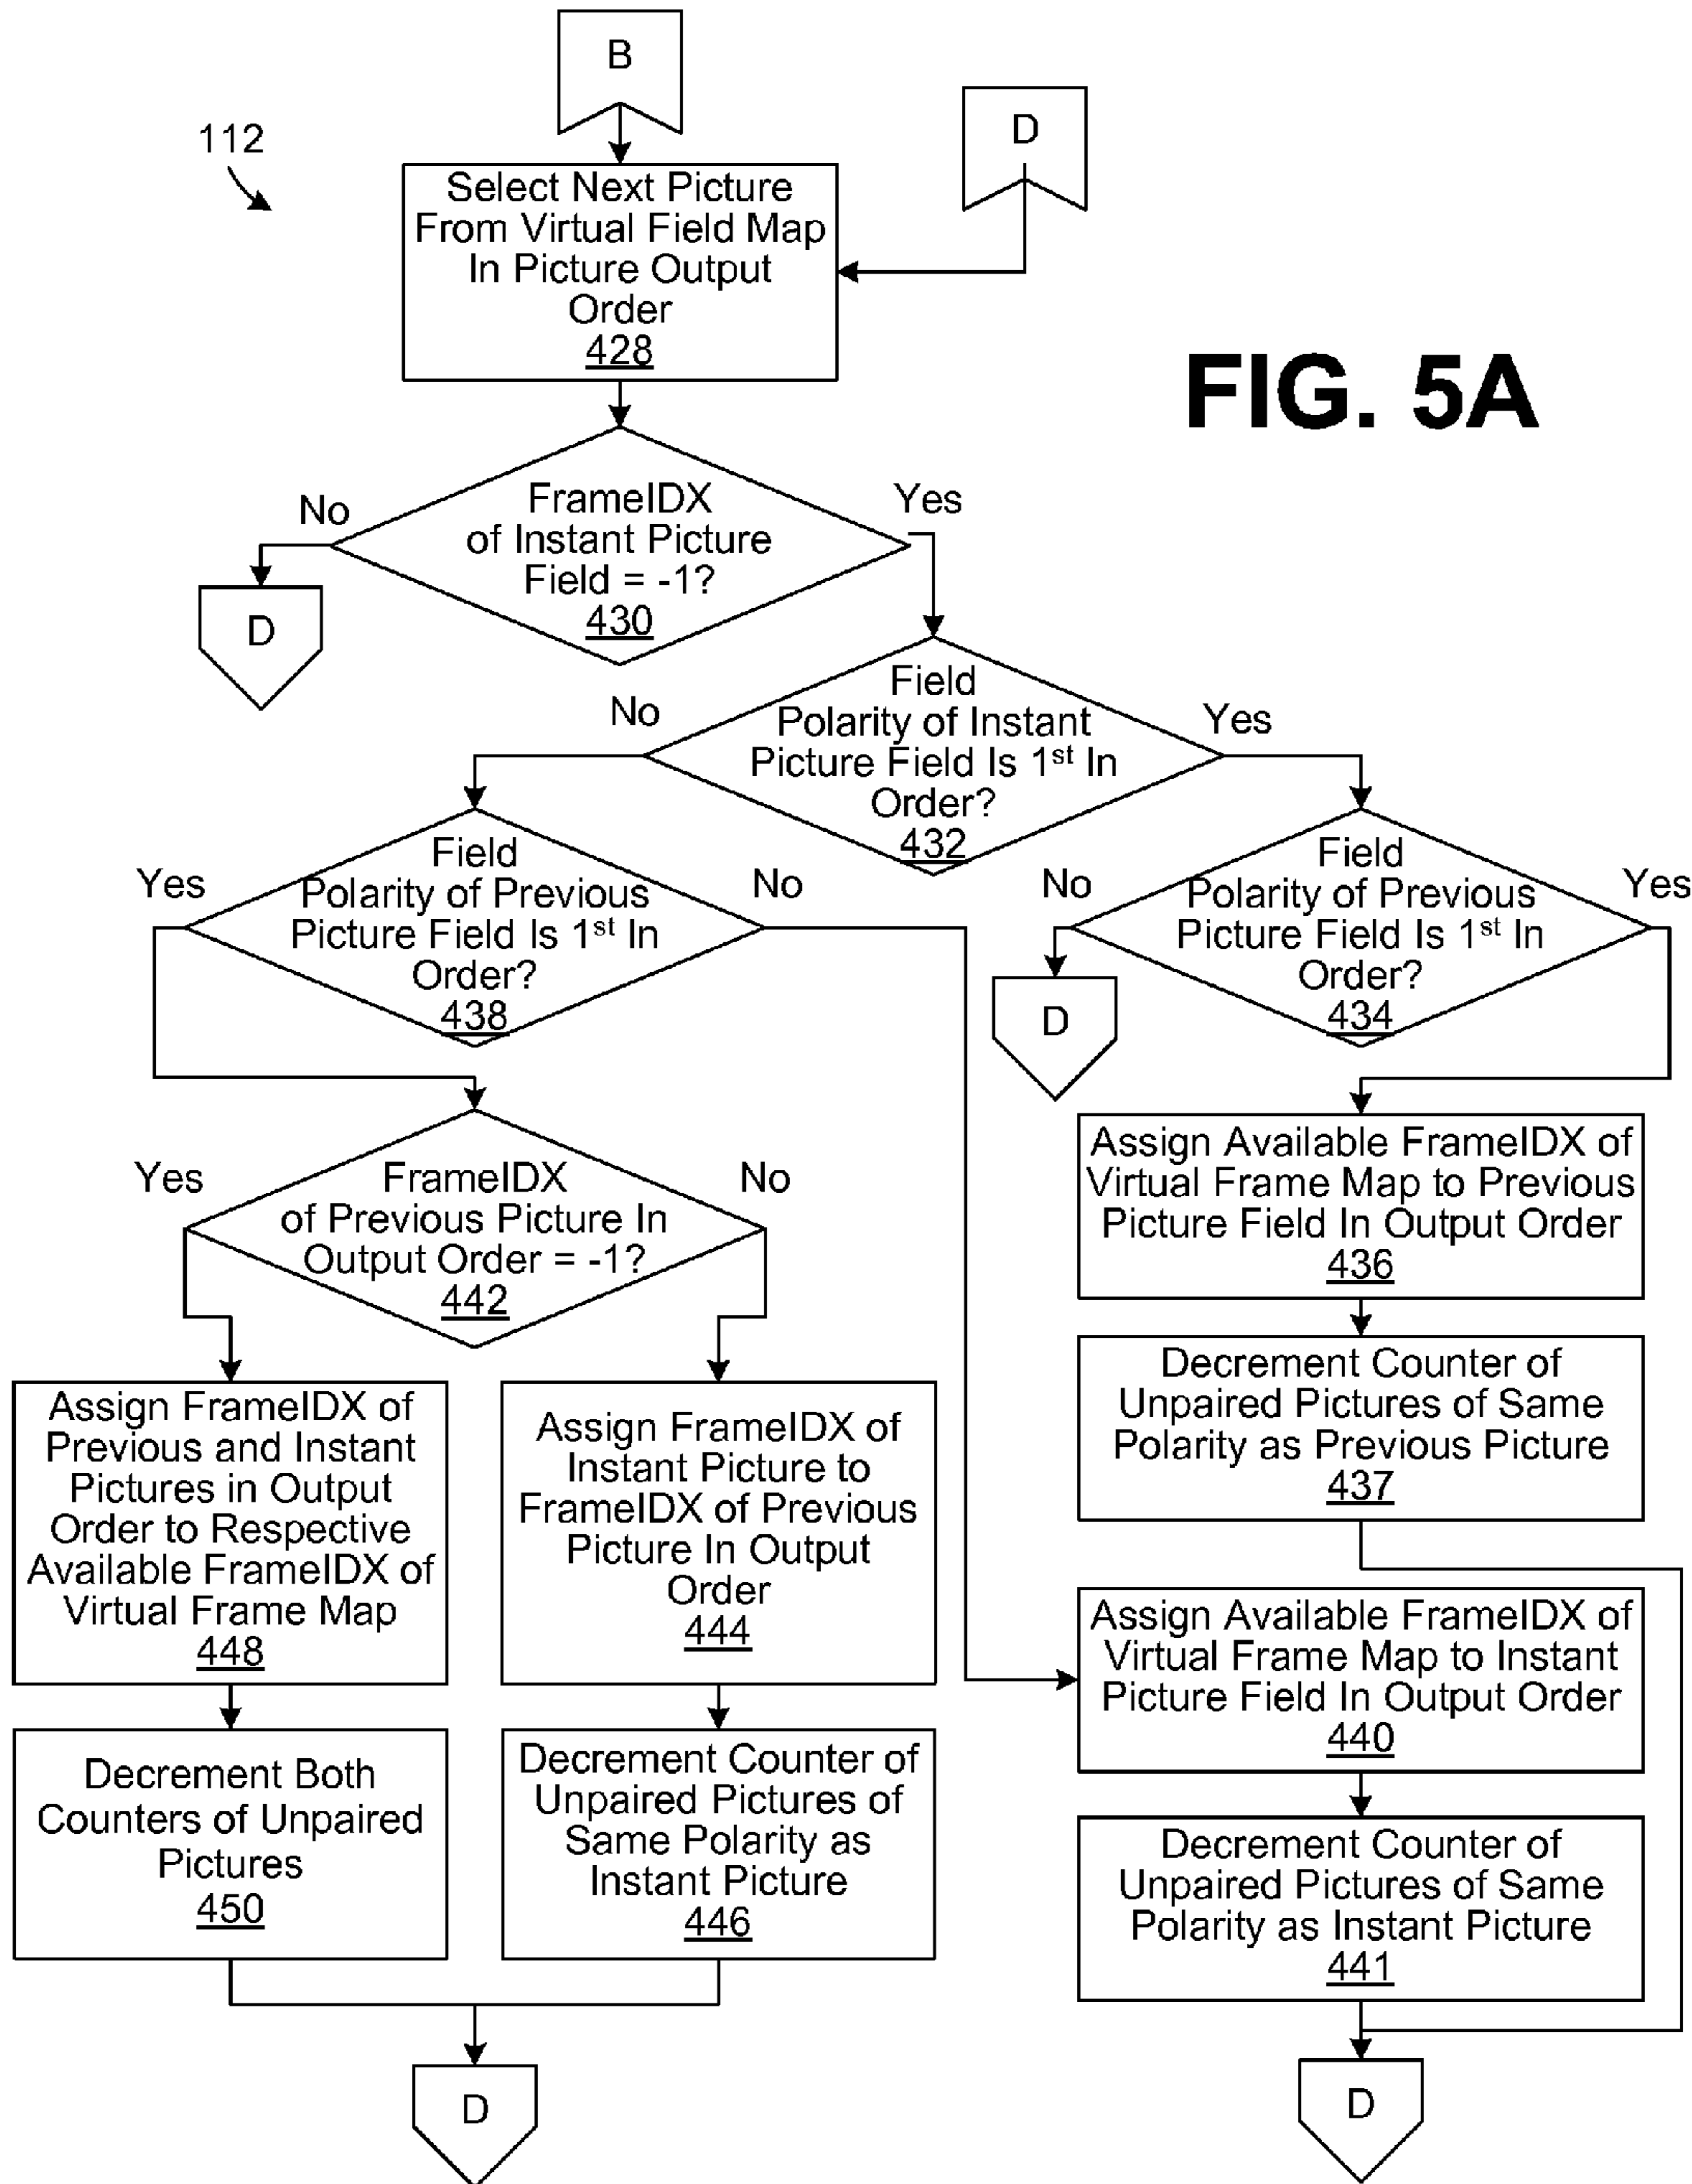 B
D
112
Select Next Picture
From Virtual Field Map
In Picture Output
Order
428
FIG. 5A
No
FrameIDX
of Instant Picture
Field = -1?
430
Yes
D
No
Field
Polarity of Instant
Picture Field Is 1st In
Order?
432
Yes
Yes
Field
Polarity of Previous
Picture Field Is 1st In
Order?
438
No
No
Field
Polarity of Previous
Picture Field Is 1st In
Order?
434
Yes
D
Yes
FrameIDX
of Previous Picture In
Output Order = -1?
442
No
Assign Available FrameIDX of
Virtual Frame Map to Previous
Picture Field In Output Order
436
Decrement Counter of
Unpaired Pictures of Same
Polarity as Previous Picture
437
Assign FrameIDX of
Previous and Instant
Pictures in Output
Order to Respective
Available FrameIDX of
Virtual Frame Map
448
Assign FrameIDX of
Instant Picture to
FrameIDX of Previous
Picture In Output
Order
444
Assign Available FrameIDX of
Virtual Frame Map to Instant
Picture Field In Output Order
440
Decrement Both
Counters of Unpaired
Pictures
450
Decrement Counter of
Unpaired Pictures of
Same Polarity as
Instant Picture
446
Decrement Counter of
Unpaired Pictures of Same
Polarity as Instant Picture
441
D
D